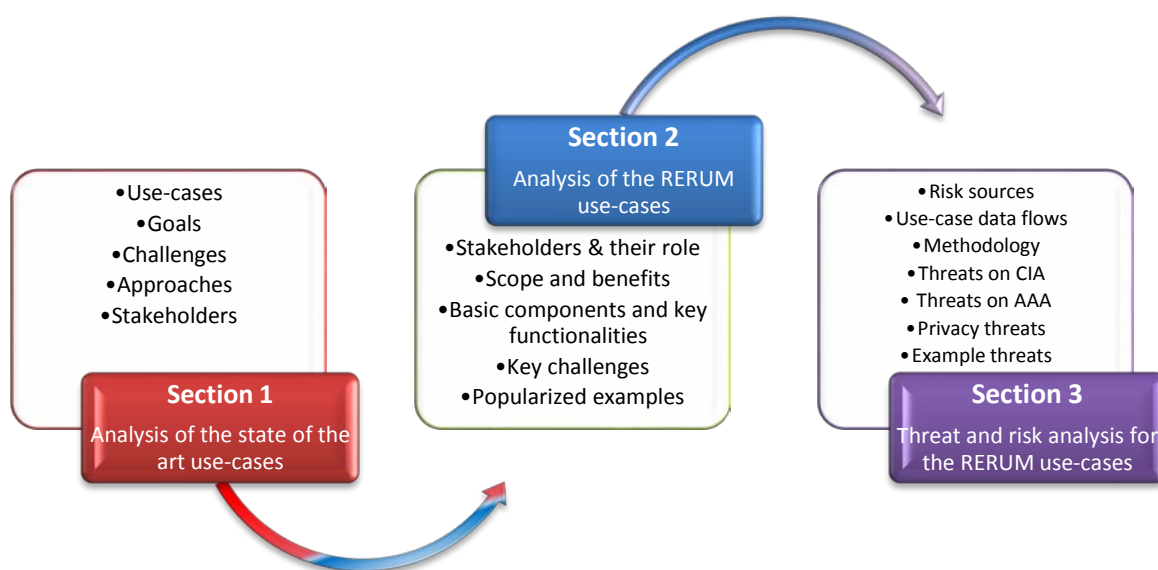 •Use-cases
•Goals
•Challenges
•Approaches
•Stakeholders
Section 1
Analysis of the state of the
art use-cases
Section 2
Analysis of the RERUM
use-cases
•Stakeholders & their role
•Scope and benefits
•Basic components and key
functionalities
•Key challenges
•Popularized examples
•Risk sources
•Use-case data flows
•Methodology
•Threats on CIA
• Threats on AAA
•Privacy threats
•Example threats
Section 3
Threat and risk analysis for
the RERUM use-cases